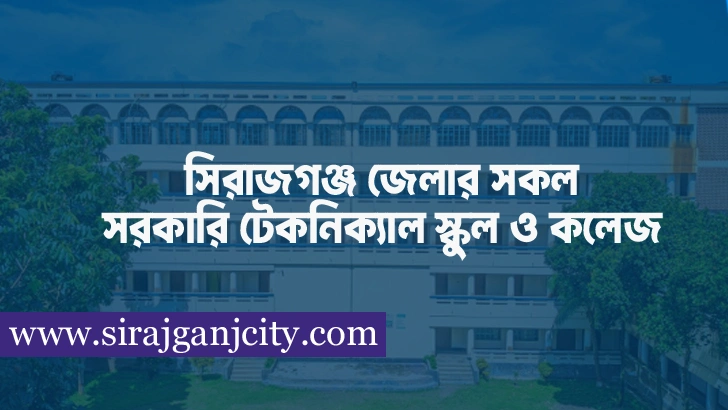 সিরাজগঞ্জ জেলার সকল
সরকারি টেকনিক্যাল স্কুল ও কলেজ
www.sirajganjcity.com